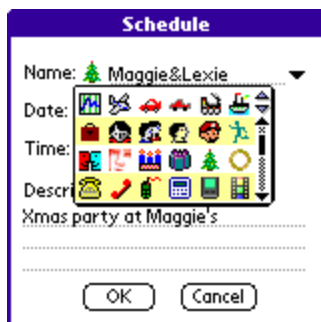 Schedule
Name: Maggie&Lexie
Date:
Time:
Descri
Xmas party at Maggie's
OK Cancel